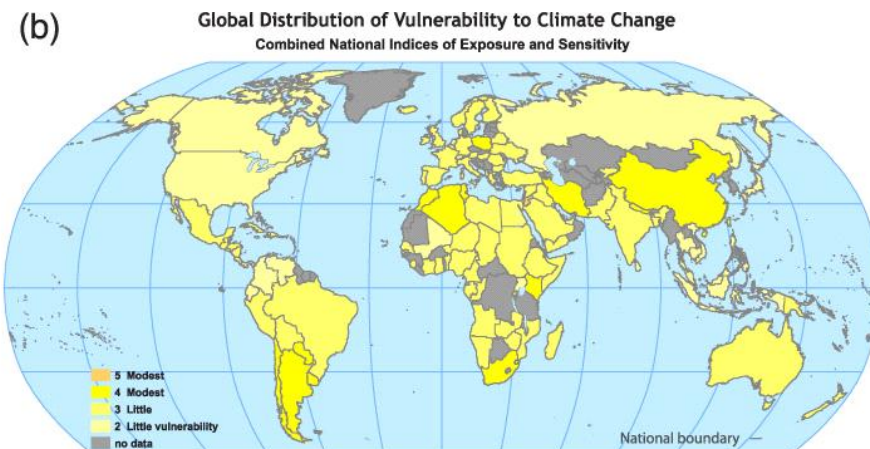 (b)
Global Distribution of Vulnerability to Climate Change
Combined National Indices of Exposure and Sensitivity
5 Modest
4 Modest
3 Little
2 Little vulnerability
no data
National boundary